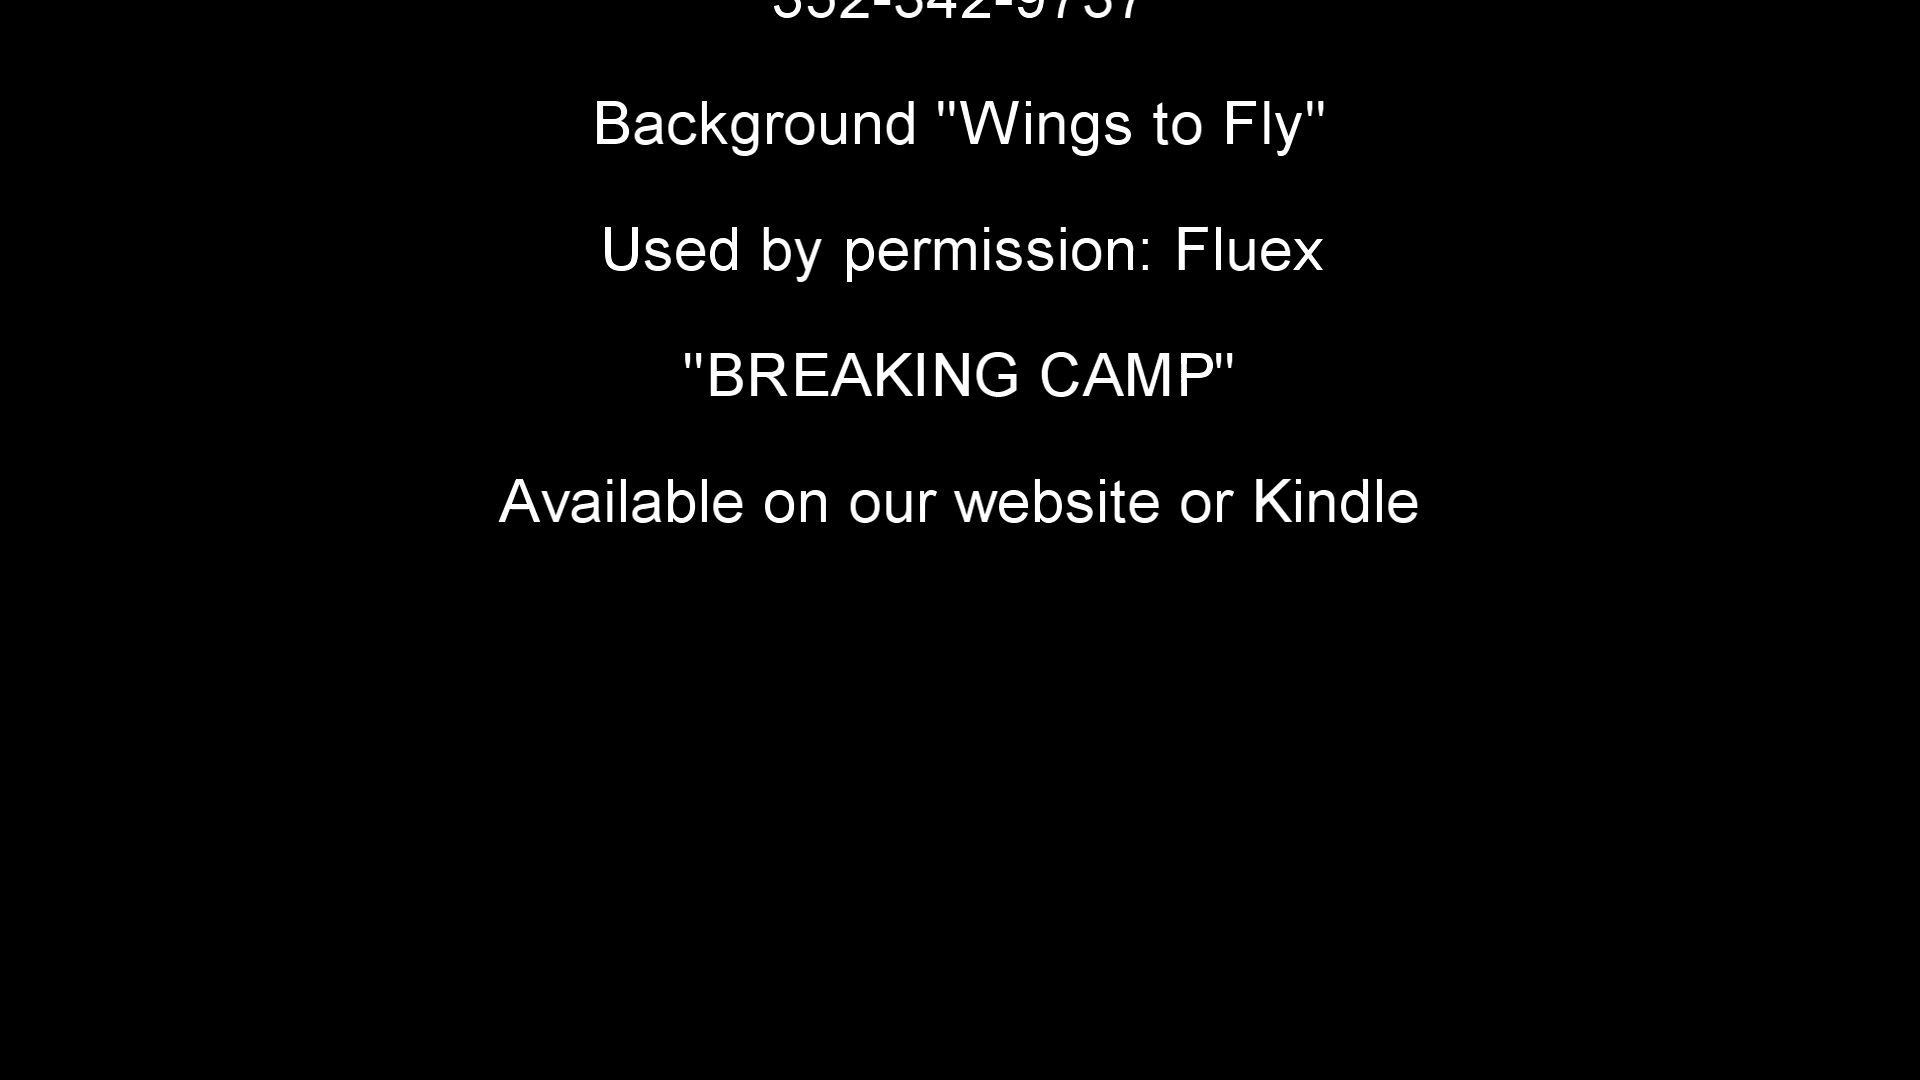 Background "Wings to Fly"
Used by permission: Fluex
"BREAKING CAMP"
Available on our website or Kindle